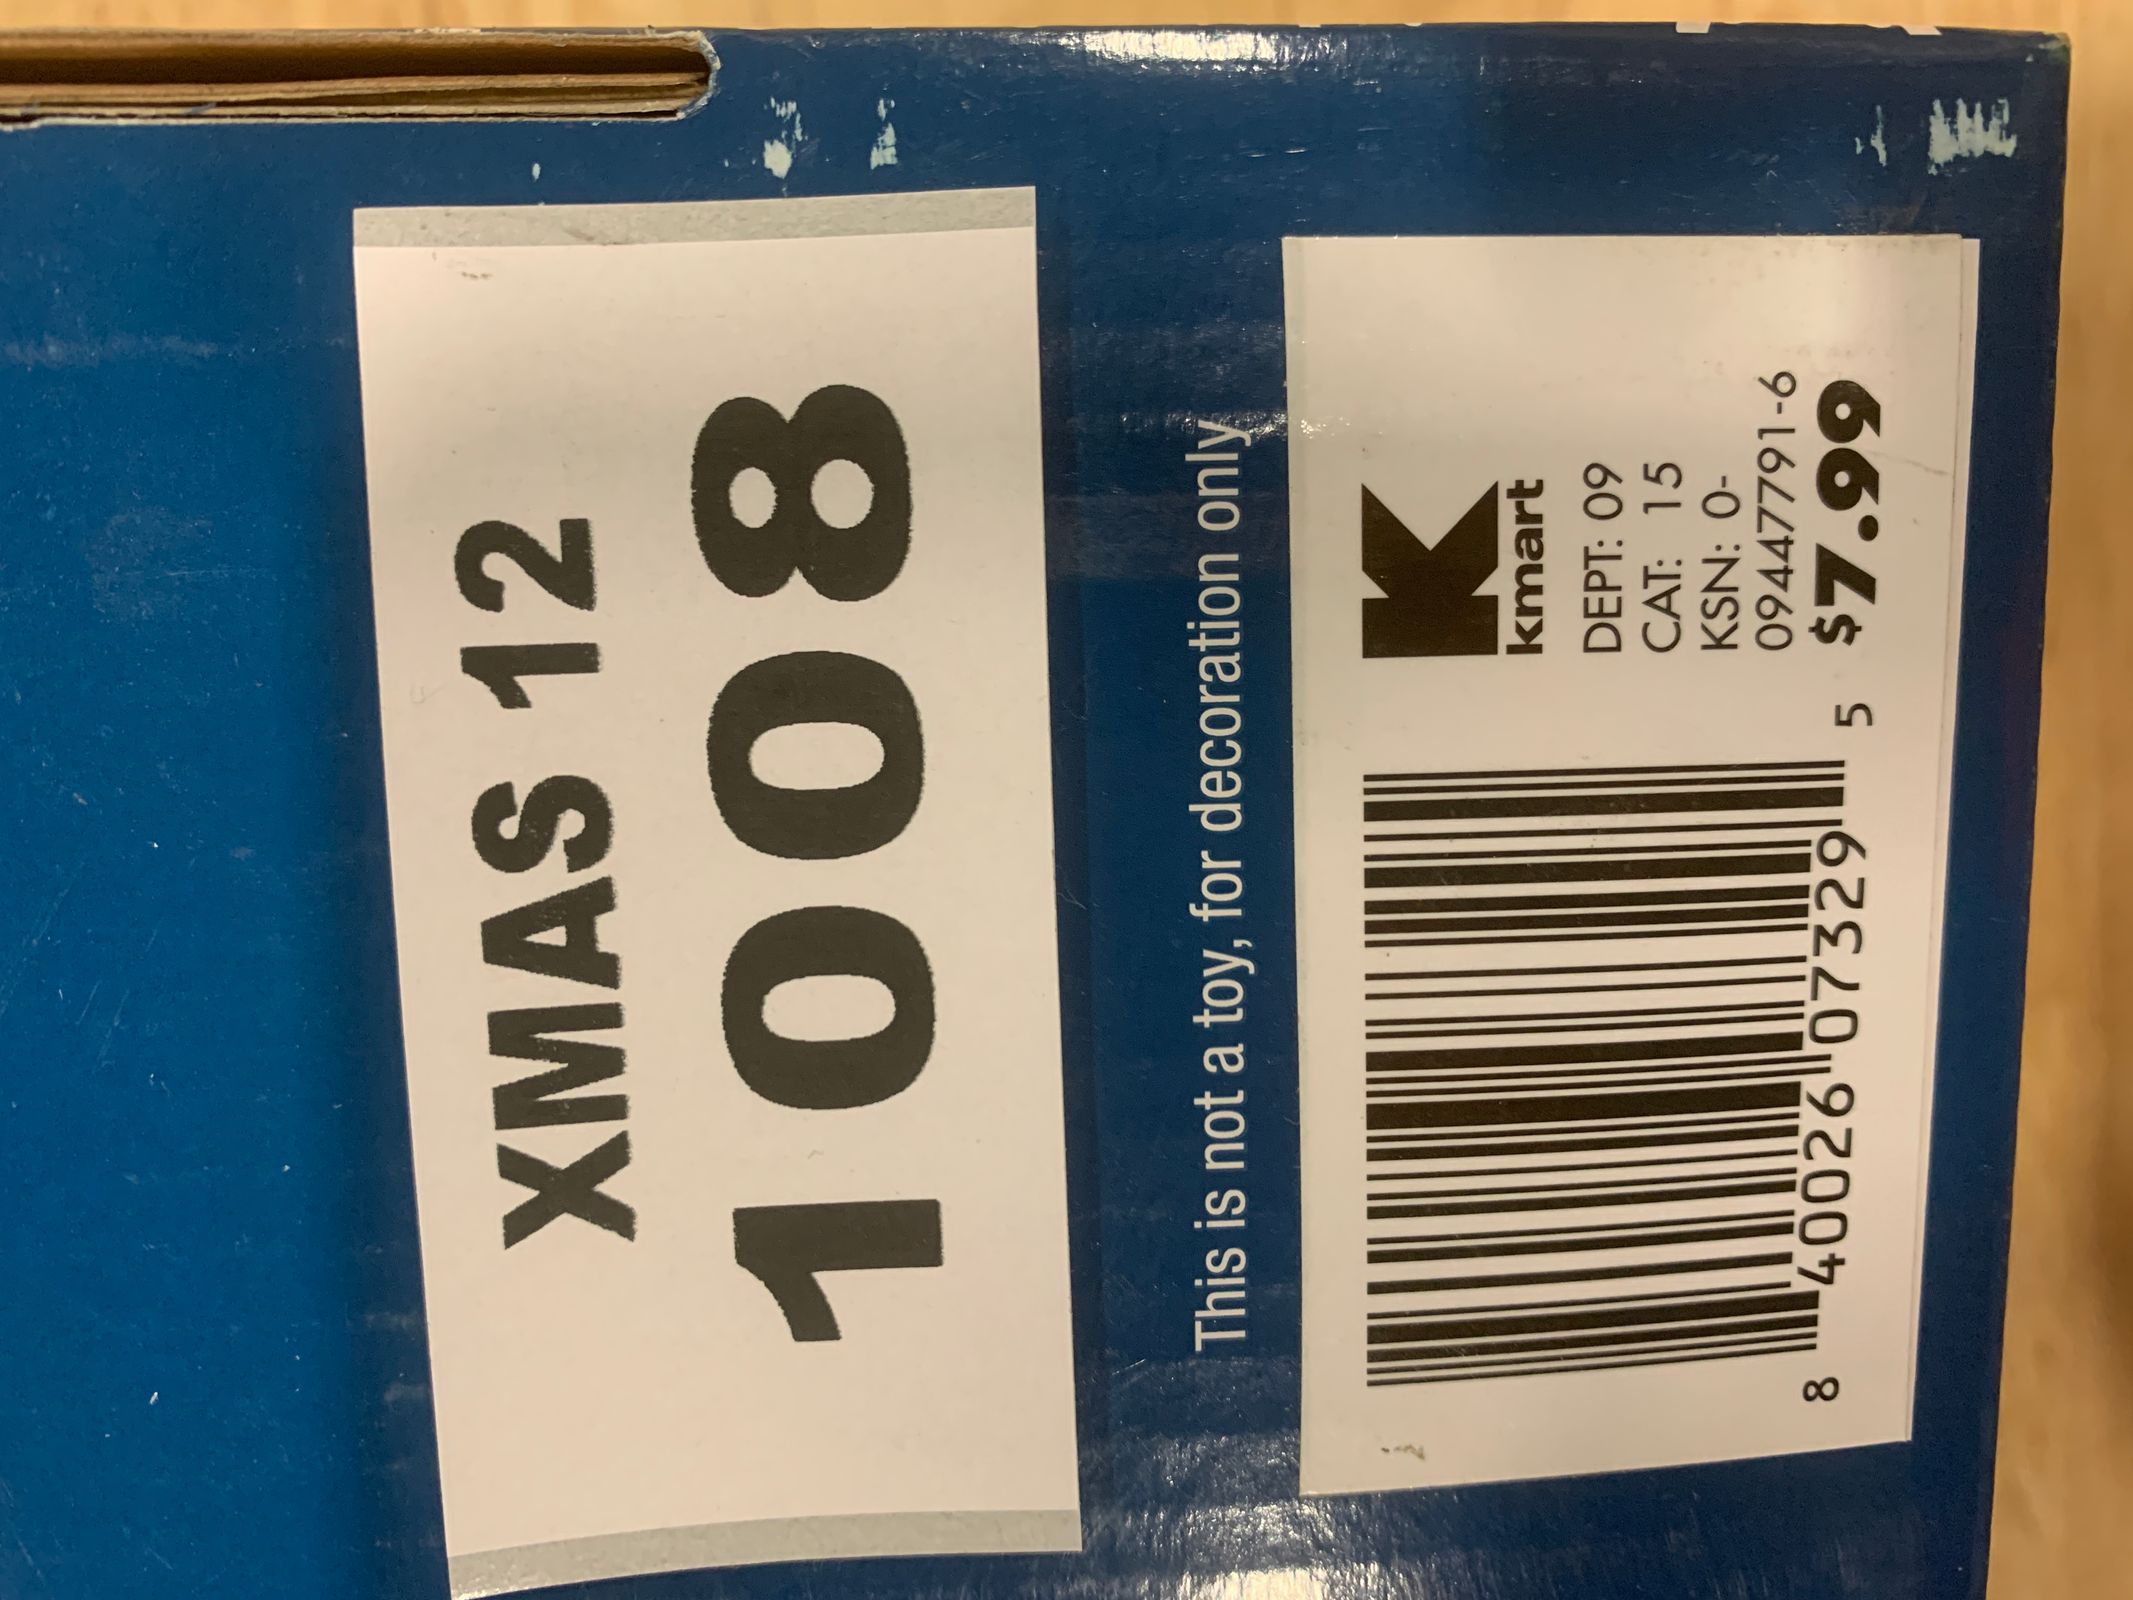 XMAS 12
1008
This is not a toy, for decoration only
K
kmart
DEPT: 09
CAT: 15
KSN: 0-
09447791-6
$7.99
8 40026 07329 5